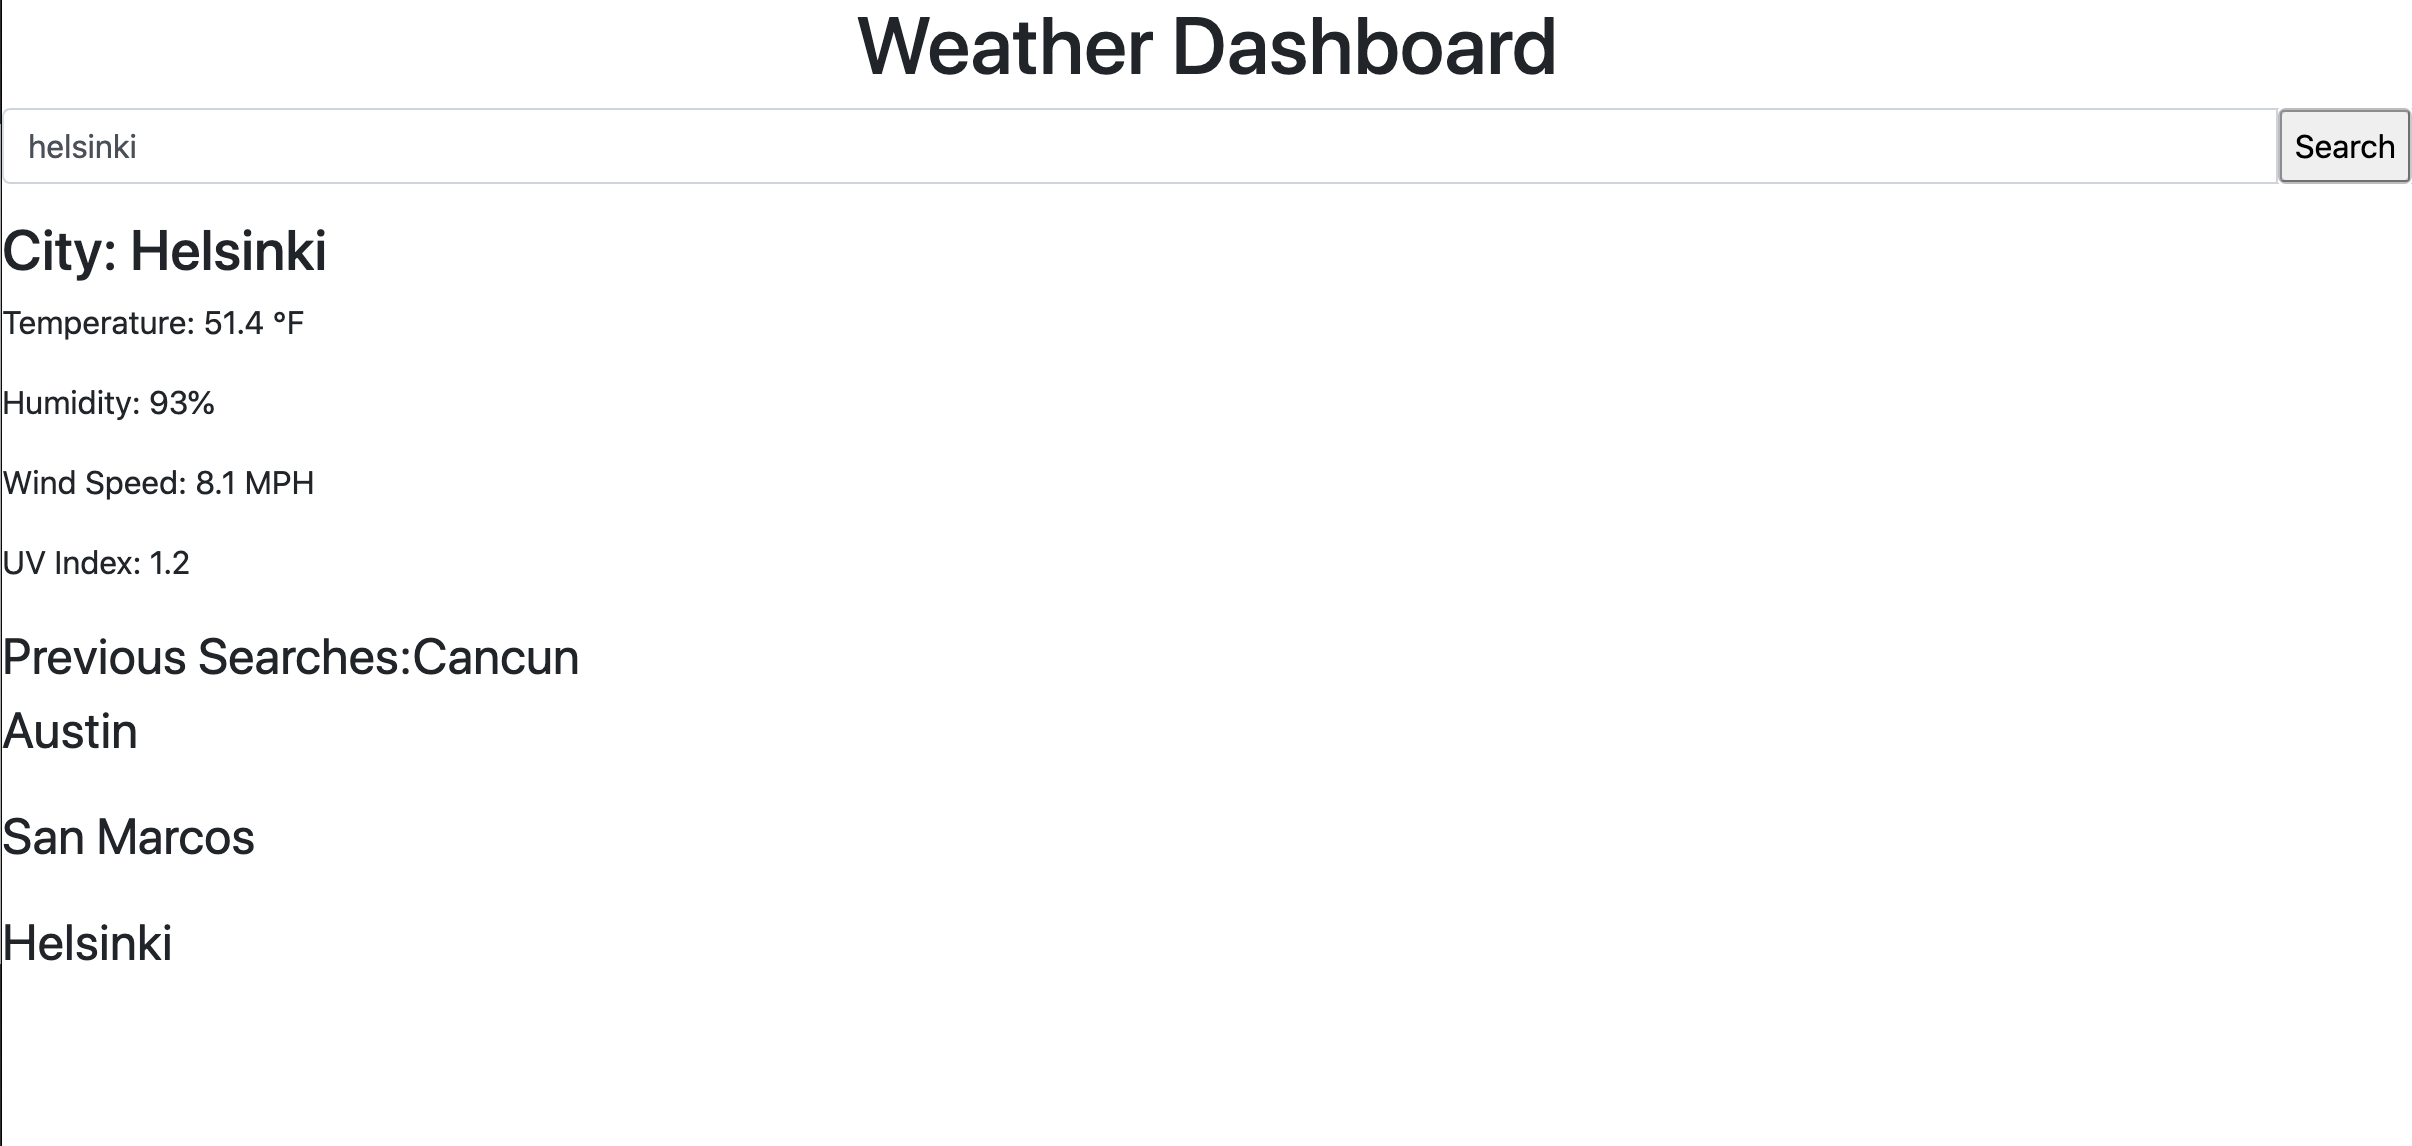 Weather Dashboard
helsinki Search
City: Helsinki
Temperature: 51.4 °F
Humidity: 93%
Wind Speed: 8.1 MPH
UV Index: 1.2
Previous Searches:Cancun
Austin
San Marcos
Helsinki